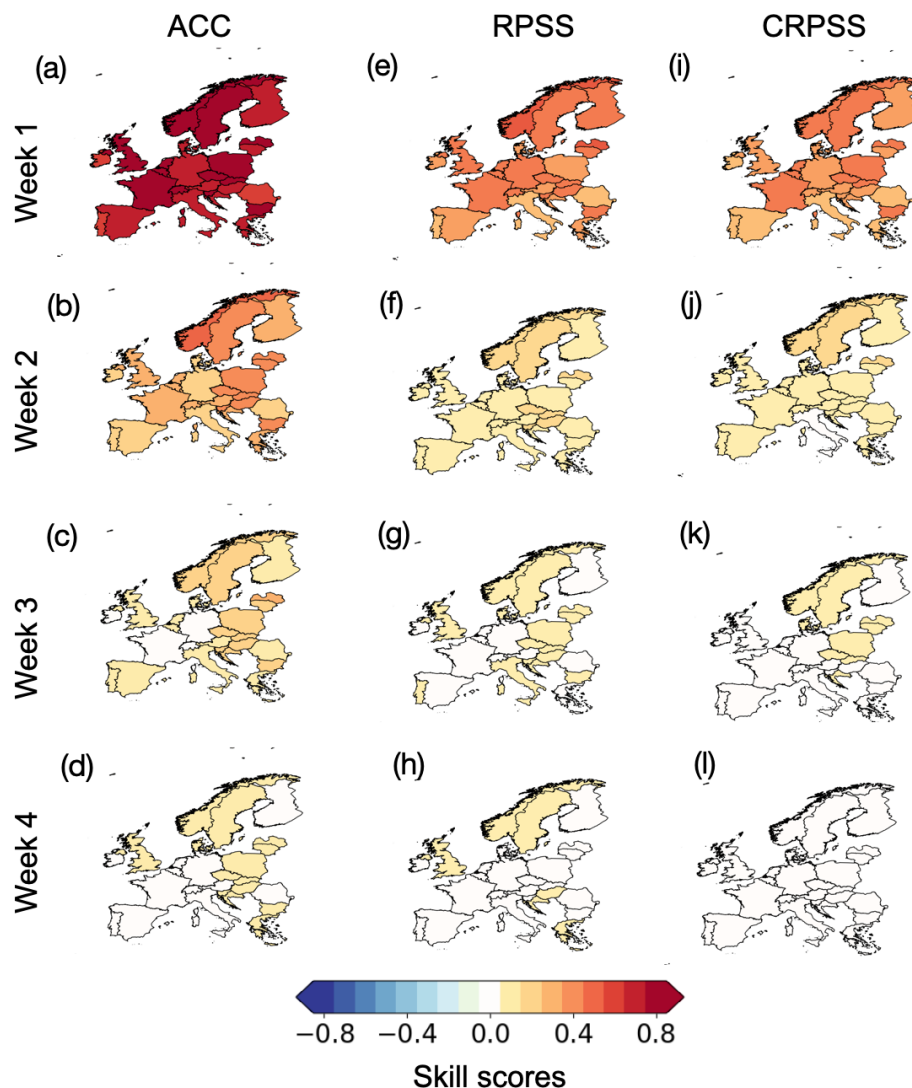 ACC RPSS CRPSS
(a) (e) (i)
Week 1
(b) (f) (j)
Week 2
(c) (g) (k)
Week 3
(d) (h) (l)
Week 4
−0.8 −0.4 0.0 0.4 0.8
Skill scores